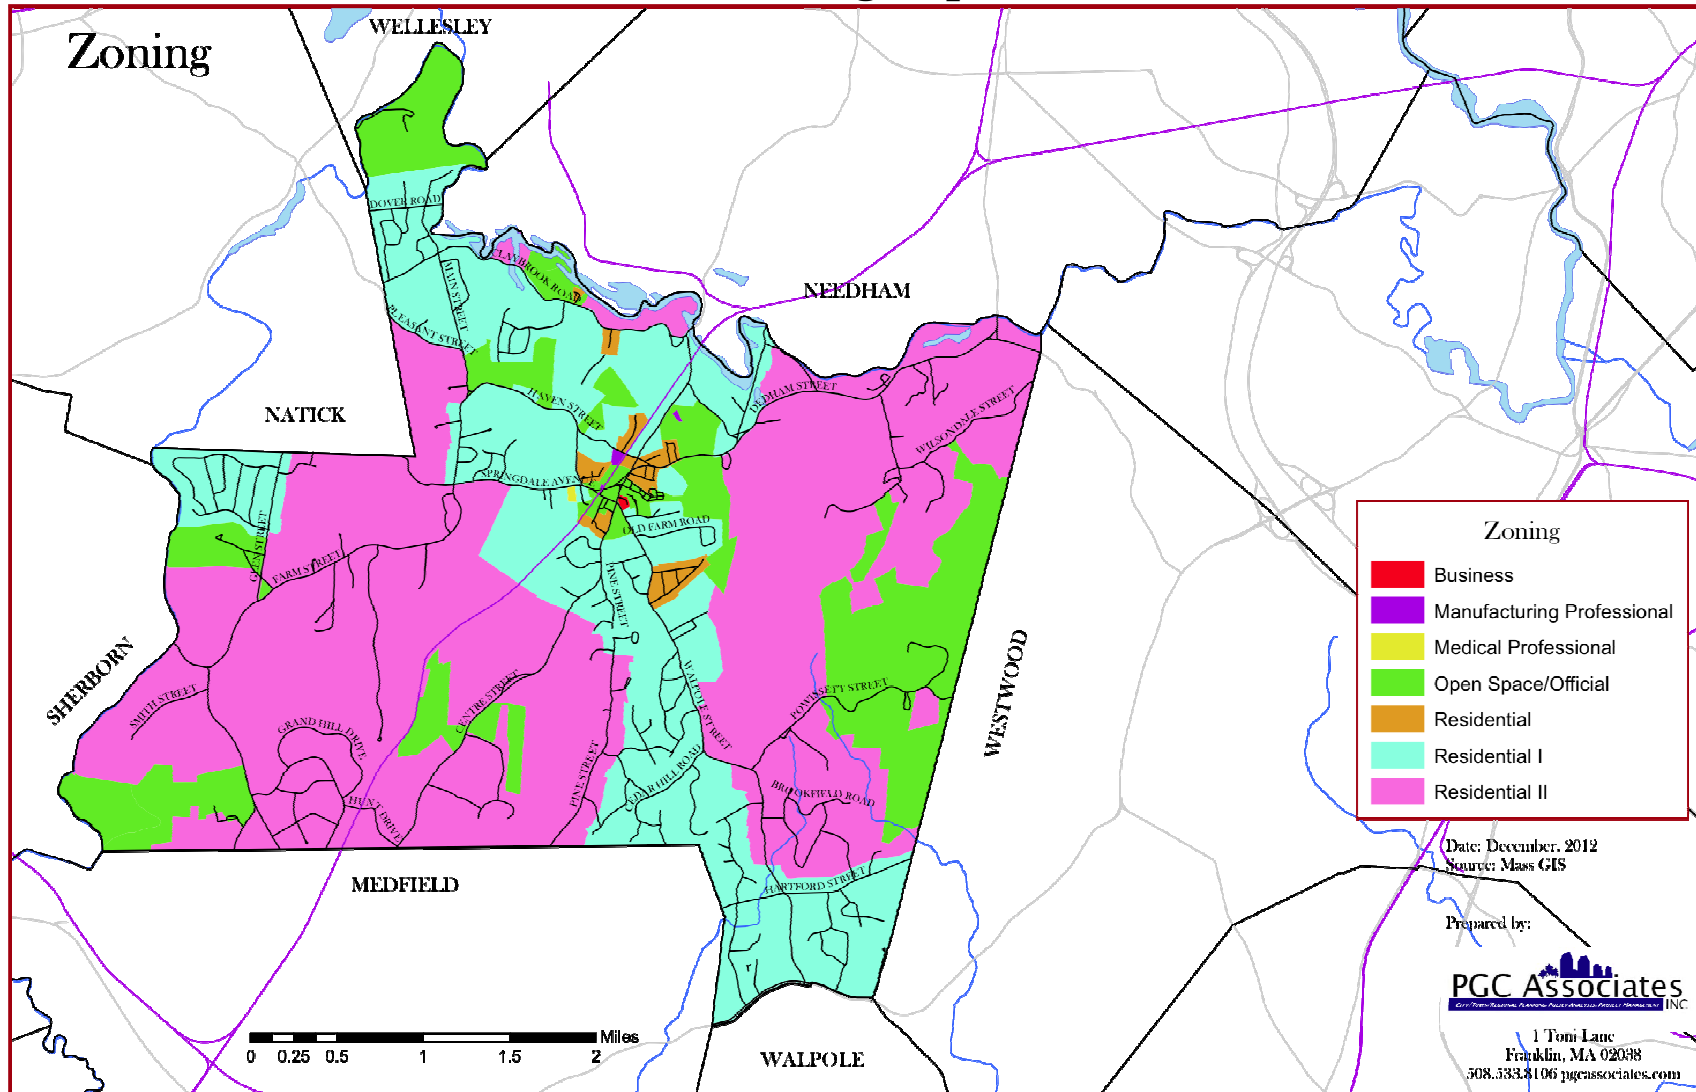 WELLESLEY
Zoning
DOVER ROAD
CLAYBROOK ROAD
MAIN STREET
NEEDHAM
PLEASANT STREET
DEDHAM STREET
HAVEN STREET
NATICK
WILSONDALE STREET
SPRINGDALE AVENUE
OLD FARM ROAD
GLEN STREET
FARM STREET
PINE STREET
SHERBORN
SMITH STREET
GRAND HILL DRIVE
CENTRE STREET
WALPOLE STREET
POWISSETT STREET
WESTWOOD
PINE STREET
CEDAR HILL ROAD
BROOKFIELD ROAD
HUNT DRIVE
MEDFIELD
HARTFORD STREET
WALPOLE
Miles
0 0.25 0.5 1 1.5 2
Zoning
Business
Manufacturing Professional
Medical Professional
Open Space/Official
Residential
Residential I
Residential II
Date: December, 2012
Source: Mass GIS
Prepared by:
PGC Associates
INC
1 Toni Lane
Franklin, MA 02038
508.533.8106 pgcassociates.com